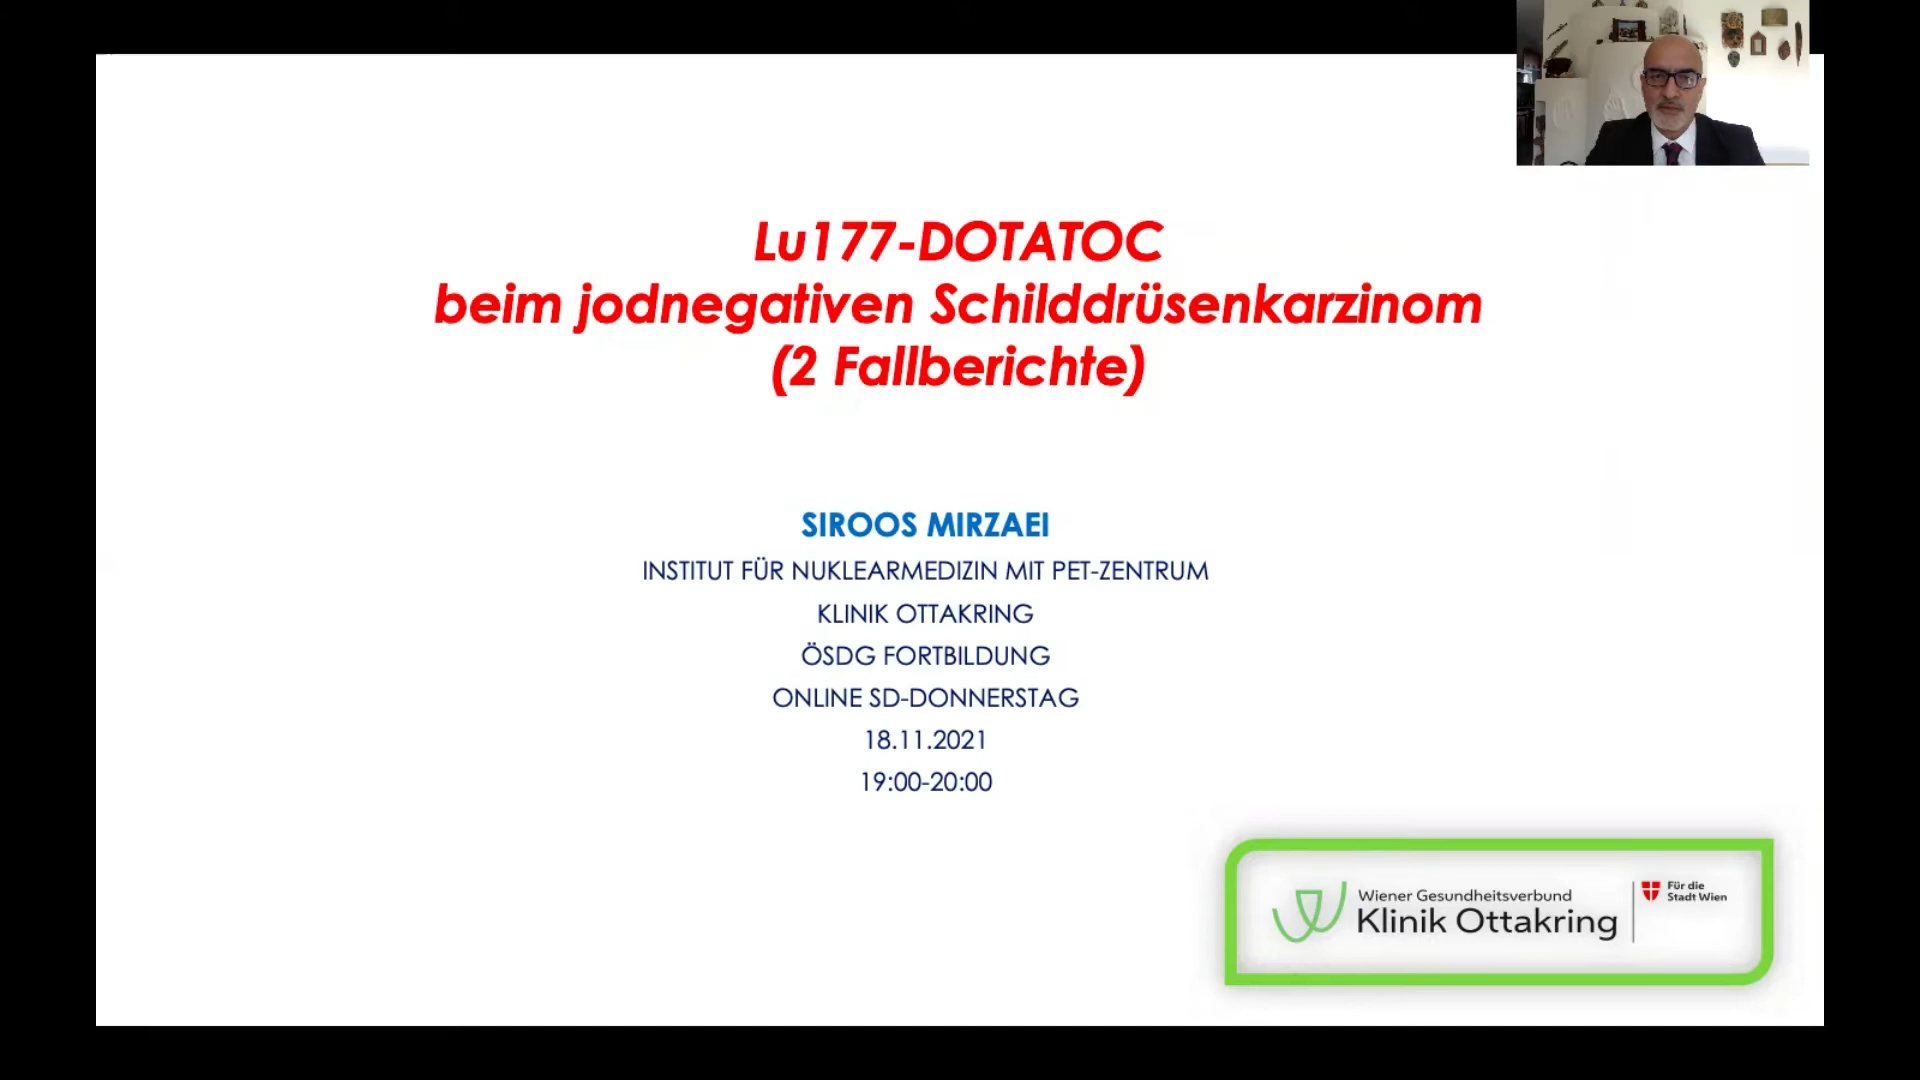 Lu177-DOTATOC
beim jodnegativen Schilddrüsenkarzinom
(2 Fallberichte)
SIROOS MIRZAEI
INSTITUT FÜR NUKLEARMEDIZIN MIT PET-ZENTRUM
KLINIK OTTAKRING
ÖSDG FORTBILDUNG
ONLINE SD-DONNERSTAG
18.11.2021
19:00-20:00
Wiener Gesundheitsverbund
Klinik Ottakring
Für die
Stadt Wien